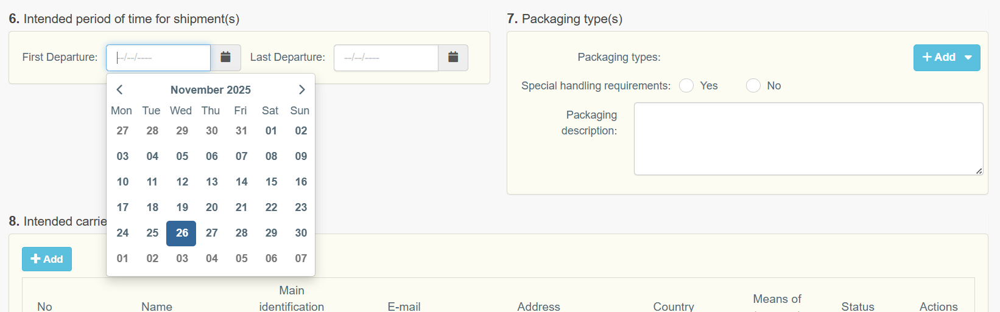 6. Intended period of time for shipment(s)
First Departure: --/--/---- Last Departure: --/--/----
November 2025
Mon Tue Wed Thu Fri Sat Sun
27 28 29 30 31 01 02
03 04 05 06 07 08 09
10 11 12 13 14 15 16
17 18 19 20 21 22 23
24 25 26 27 28 29 30
01 02 03 04 05 06 07
7. Packaging type(s)
Packaging types: + Add
Special handling requirements: Yes No
Packaging
description:
8. Intended carrie
+ Add
No Name Main
identification E-mail Address Country Means of Status Actions